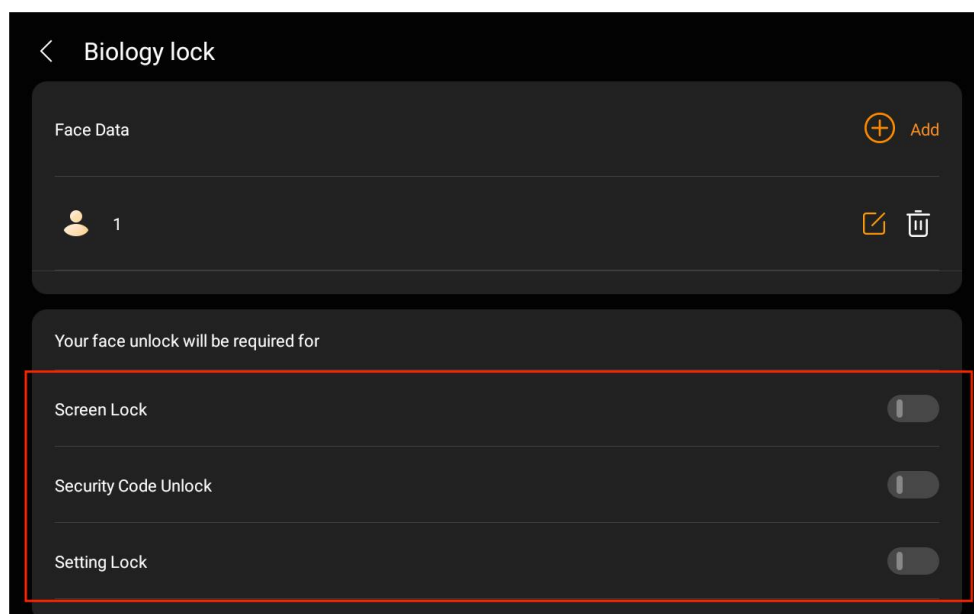 Biology lock
Face Data
Add
1
Your face unlock will be required for
Screen Lock
Security Code Unlock
Setting Lock